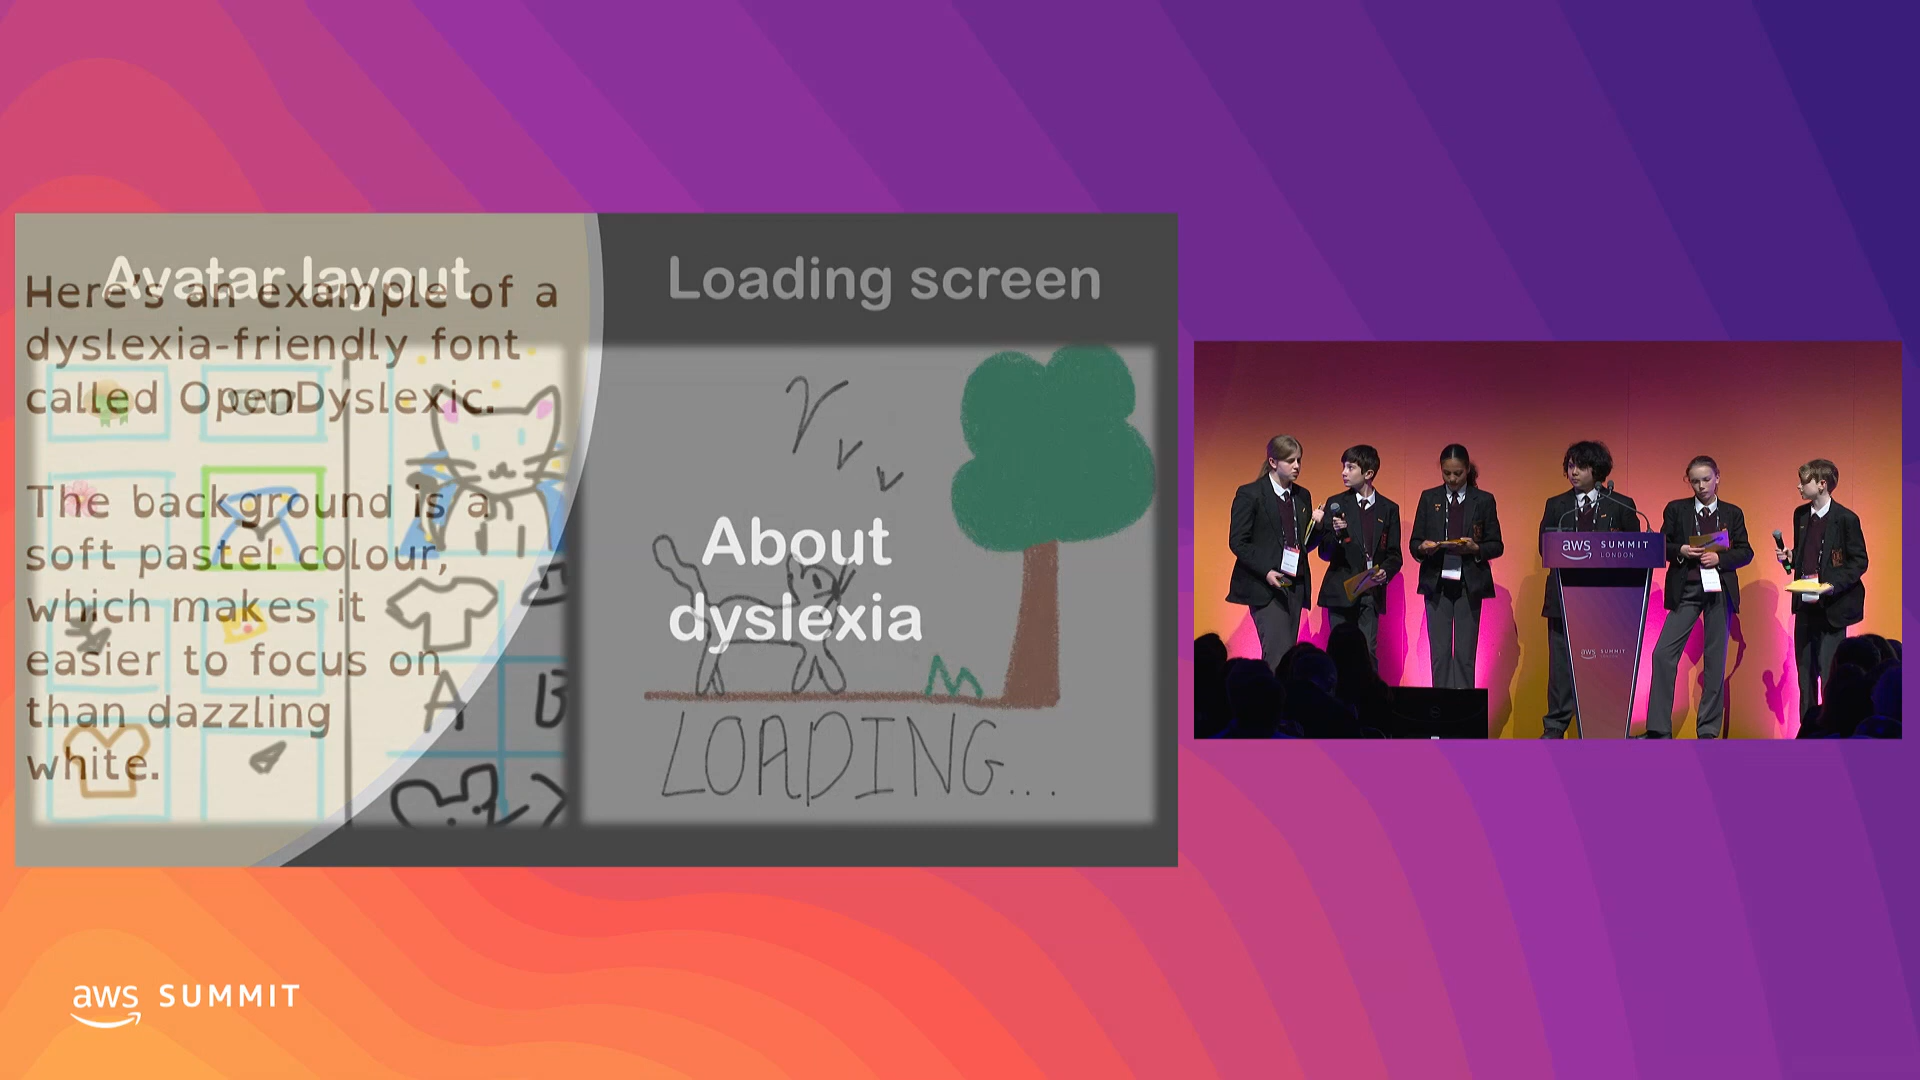 Avatar layout
Here's an example of a
dyslexia-friendly font
called OpenDyslexic.
The background is a
soft pastel colour,
which makes it
easier to focus on
than dazzling
white.
A B
Loading screen
About
dyslexia
LOADING...
aws SUMMIT
LONDON
aws SUMMIT
aws SUMMIT